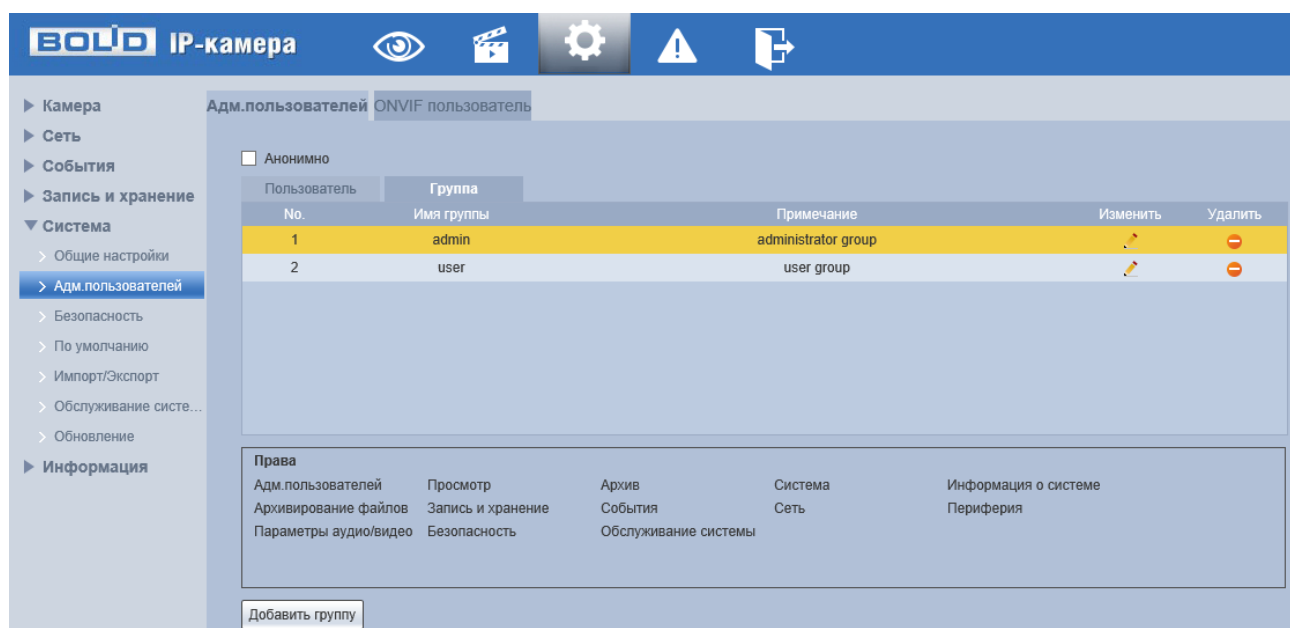 BOLID IP-камера
Камера
Сеть
События
Запись и хранение
Система
Общие настройки
Адм.пользователей
Безопасность
По умолчанию
Импорт/Экспорт
Обслуживание систе...
Обновление
Информация
Адм.пользователей ONVIF пользователь
Анонимно
Пользователь Группа
No. Имя группы Примечание Изменить Удалить
1 admin administrator group
2 user user group
Права
Адм.пользователей Просмотр Архив Система Информация о системе
Архивирование файлов Запись и хранение События Сеть Периферия
Параметры аудио/видео Безопасность Обслуживание системы
Добавить группу